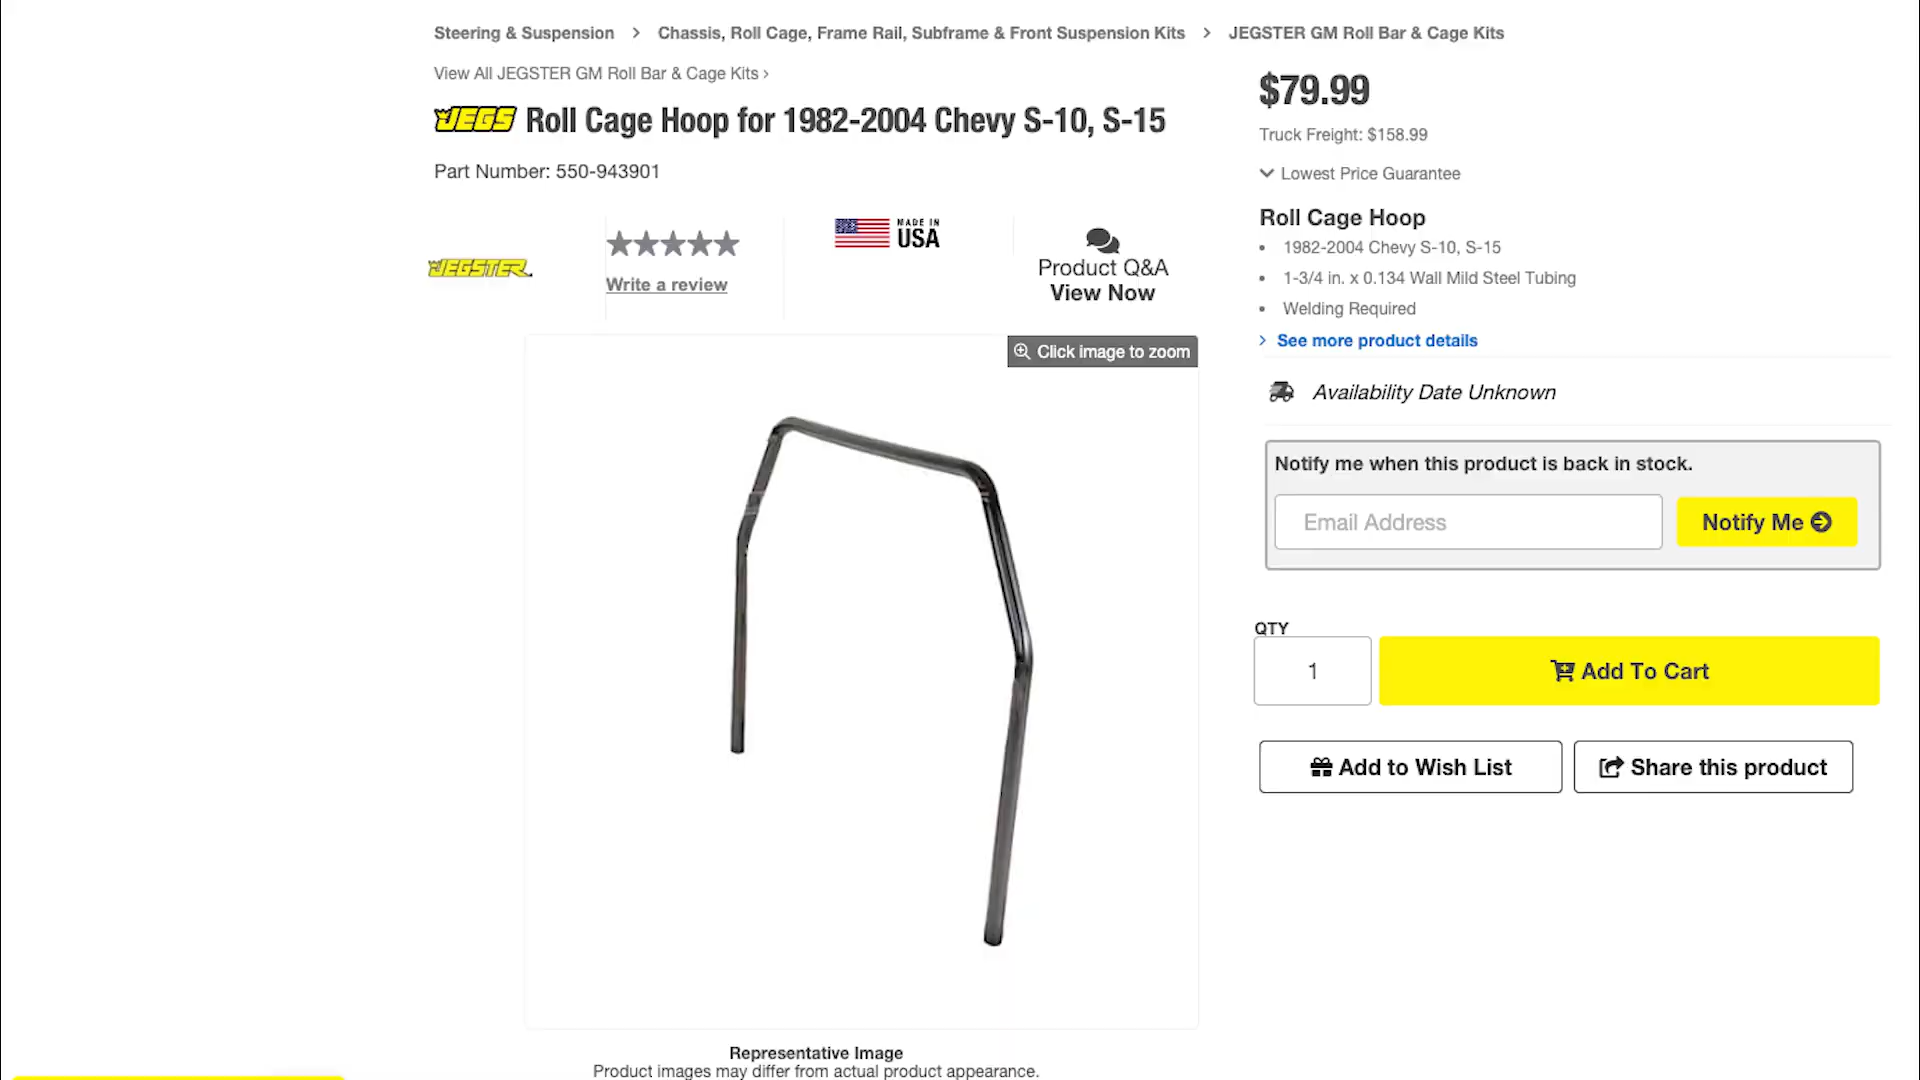 Steering & Suspension > Chassis, Roll Cage, Frame Rail, Subframe & Front Suspension Kits > JEGSTER GM Roll Bar & Cage Kits
View All JEGSTER GM Roll Bar & Cage Kits ›
JEGS Roll Cage Hoop for 1982-2004 Chevy S-10, S-15
Part Number: 550-943901
JEGSTER
Write a review
MADE IN
USA
Product Q&A
View Now
Click image to zoom
Representative Image
Product images may differ from actual product appearance.
$79.99
Truck Freight: $158.99
Lowest Price Guarantee
Roll Cage Hoop
• 1982-2004 Chevy S-10, S-15
• 1-3/4 in. x 0.134 Wall Mild Steel Tubing
• Welding Required
> See more product details
Availability Date Unknown
Notify me when this product is back in stock.
Email Address
Notify Me
QTY
1
Add To Cart
Add to Wish List
Share this product